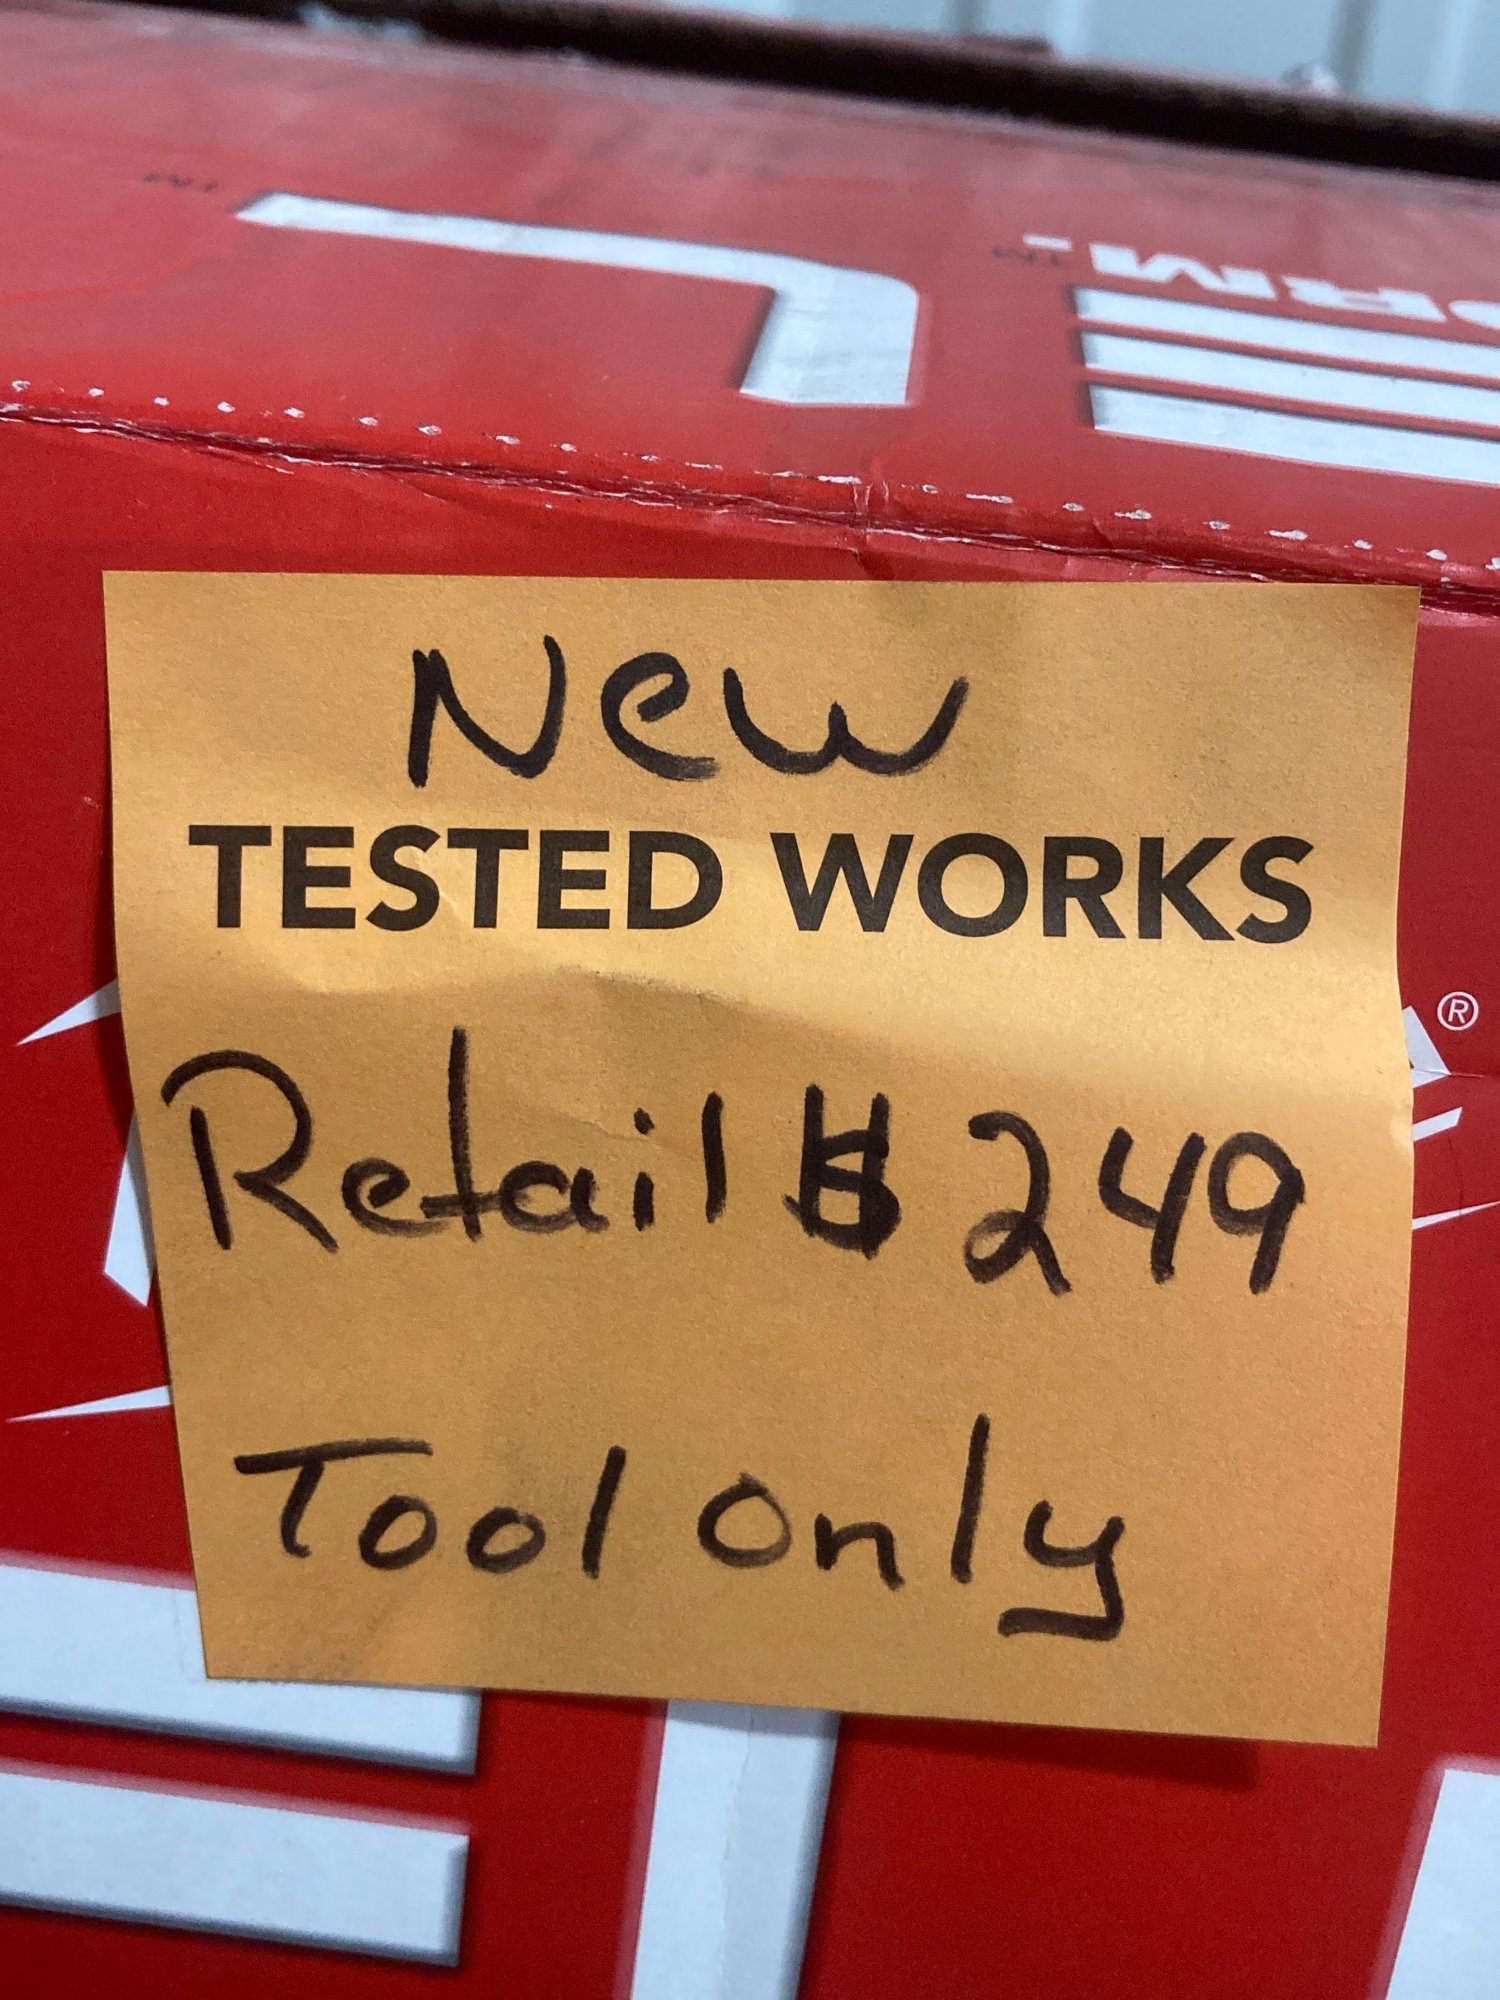 New
TESTED WORKS
Retail $ 249
Tool only
®